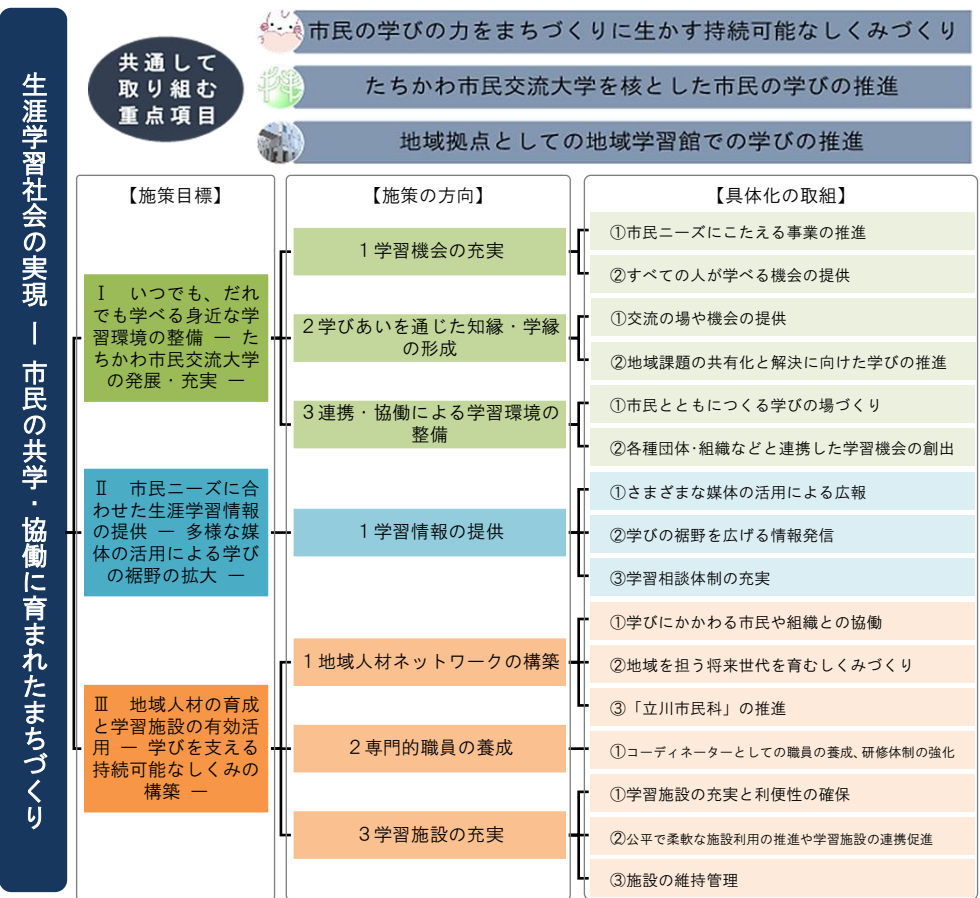 生涯学習社会の実現 ー 市民の共学・協働に育まれたまちづくり
共通して
取り組む
重点項目
市民の学びの力をまちづくりに生かす持続可能なしくみづくり
たちかわ市民交流大学を核とした市民の学びの推進
地域拠点としての地域学習館での学びの推進
【施策目標】
【施策の方向】
【具体化の取組】
Ⅰ　いつでも、だれ
でも学べる身近な学
習環境の整備 ー た
ちかわ市民交流大学
の発展・充実 ー
1学習機会の充実
①市民ニーズにこたえる事業の推進
②すべての人が学べる機会の提供
2学びあいを通じた知縁・学縁
の形成
①交流の場や機会の提供
②地域課題の共有化と解決に向けた学びの推進
3連携・協働による学習環境の
整備
①市民とともにつくる学びの場づくり
②各種団体・組織などと連携した学習機会の創出
Ⅱ　市民ニーズに合
わせた生涯学習情報
の提供 ー 多様な媒
体の活用による学び
の裾野の拡大 ー
1学習情報の提供
①さまざまな媒体の活用による広報
②学びの裾野を広げる情報発信
③学習相談体制の充実
Ⅲ　地域人材の育成
と学習施設の有効活
用 ー 学びを支える
持続可能なしくみの
構築 ー
1地域人材ネットワークの構築
①学びにかかわる市民や組織との協働
②地域を担う将来世代を育むしくみづくり
③「立川市民科」の推進
2専門的職員の養成
①コーディネーターとしての職員の養成、研修体制の強化
3学習施設の充実
①学習施設の充実と利便性の確保
②公平で柔軟な施設利用の推進や学習施設の連携促進
③施設の維持管理